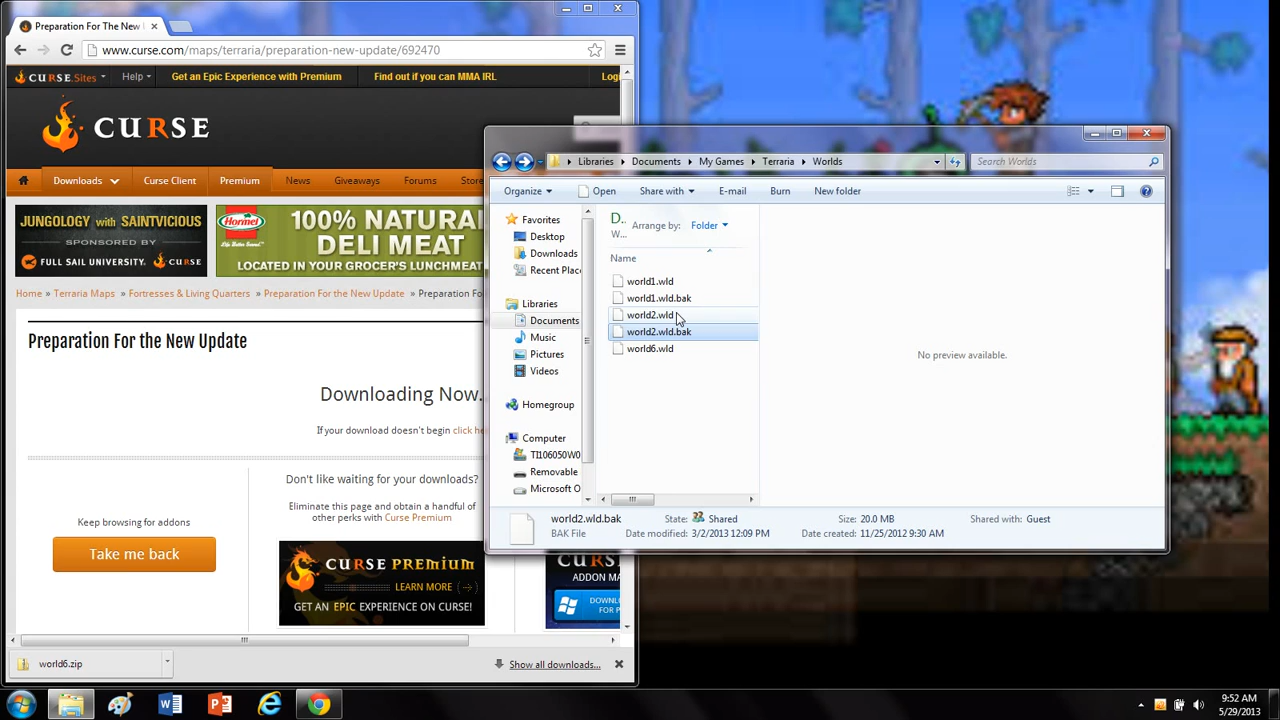 Preparation For The New
www.curse.com/maps/terraria/preparation-new-update/692470
CURSE.Sites
Help
Get an Epic Experience with Premium
Find out if you can MMA IRL
CURSE
Downloads
Curse Client
Premium
News
Giveaways
Forums
Store
JUNGOLOGY with SAINTVICIOUS
SPONSORED BY
FULL SAIL UNIVERSITY. CURSE
Hormel
100% NATURAL
DELI MEAT
LOCATED IN YOUR GROCER'S LUNCHMEAT
Home » Terraria Maps » Fortresses & Living Quarters » Preparation For the New Update »
Preparation For the New Update
Downloading Now.
If your download doesn't begin click
Don't like waiting for your downloads?
Eliminate this page and obtain a handful of
other perks with Curse Premium
Keep browsing for addons
Take me back
CURSE PREMIUM
LEARN MORE
GET AN EPIC EXPERIENCE ON CURSE!
ADDON
world6.zip
Show all downloads...
Libraries
Documents
My Games
Terraria
Worlds
Search Worlds
Organize
Open
Share with
E-mail
Burn
New folder
Favorites
Desktop
Downloads
Recent
Libraries
Documents
Music
Pictures
Videos
Homegroup
Computer
TI106050W0
Removable
Microsoft O
D..
W...
Arrange by:
Folder
Name
world1.wld
world1.wld.bak
world2.wld
world2.wld.bak
world6.wld
No preview available.
world2.wld.bak
State:
Shared
Size: 20.0 MB
Shared with: Guest
BAK File
Date modified: 3/2/2013 12:09 PM
Date created: 11/25/2012 9:30 AM
9:52 AM
5/29/2013